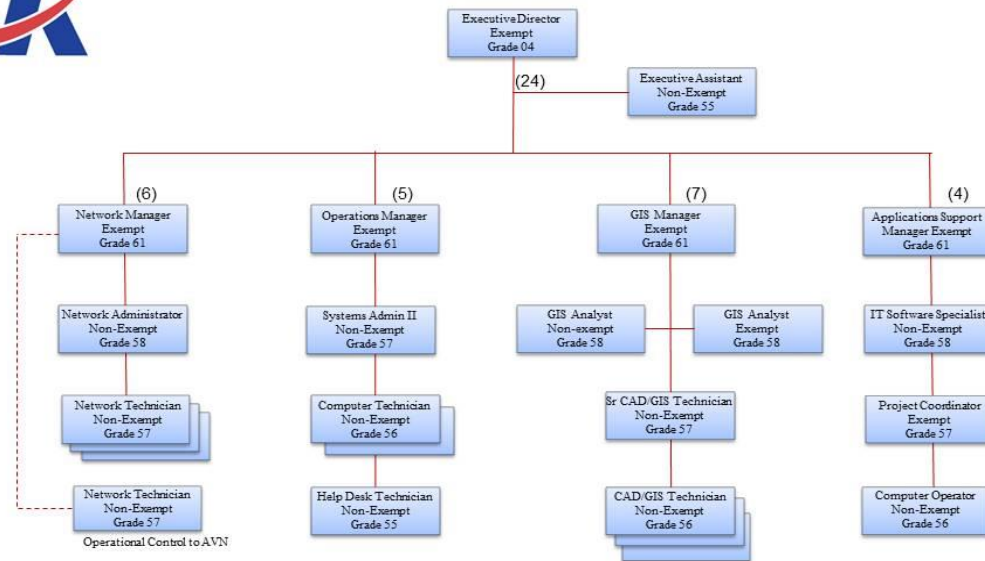 Executive Director
Exempt
Grade 04
(24)
Executive Assistant
Non-Exempt
Grade 55
(6)
Network Manager
Exempt
Grade 61
Network Administrator
Non-Exempt
Grade 58
Network Technician
Non-Exempt
Grade 57
Network Technician
Non-Exempt
Grade 57
Operational Control to AVN
(5)
Operations Manager
Exempt
Grade 61
Systems Admin II
Non-Exempt
Grade 57
Computer Technician
Non-Exempt
Grade 56
Help Desk Technician
Non-Exempt
Grade 55
(7)
GIS Manager
Exempt
Grade 61
GIS Analyst
Non-exempt
Grade 58
GIS Analyst
Exempt
Grade 58
Sr CAD/GIS Technician
Non-Exempt
Grade 57
CAD/GIS Technician
Non-Exempt
Grade 56
(4)
Applications Support
Manager Exempt
Grade 61
IT Software Specialist
Non-Exempt
Grade 58
Project Coordinator
Exempt
Grade 57
Computer Operator
Non-Exempt
Grade 56